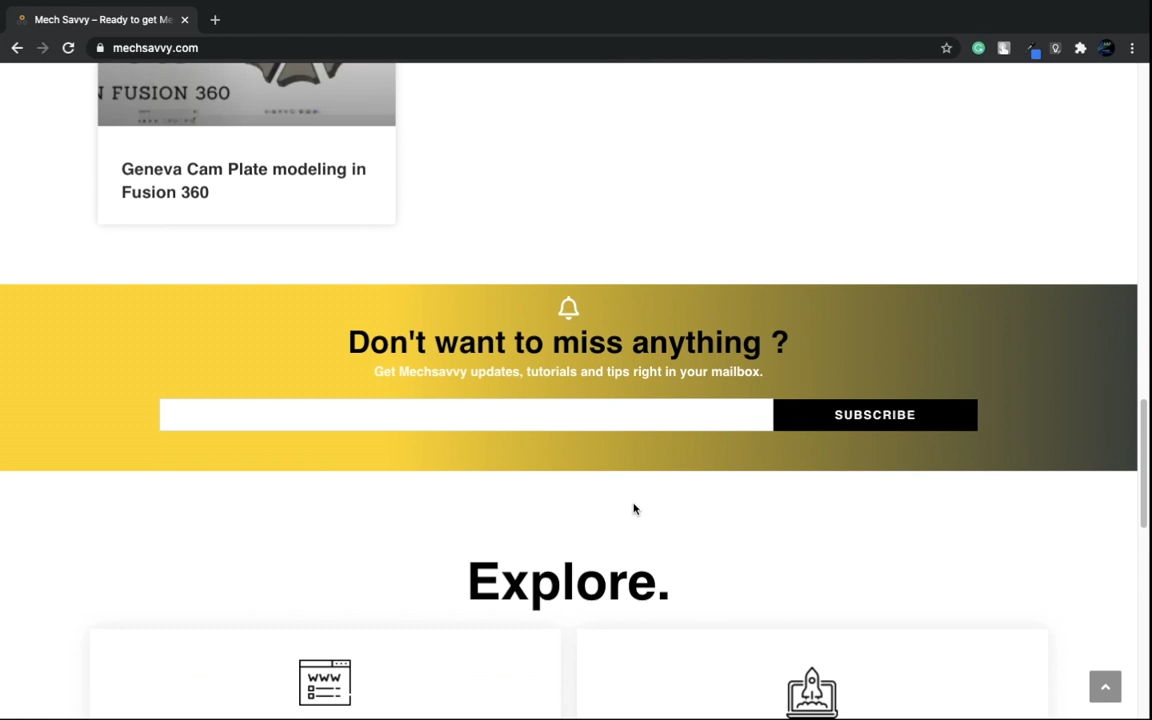 Mech Savvy – Ready to get Me
mechsavvy.com
N FUSION 360
Geneva Cam Plate modeling in
Fusion 360
Don't want to miss anything ?
Get Mechsavvy updates, tutorials and tips right in your mailbox.
SUBSCRIBE
Explore.
WWW